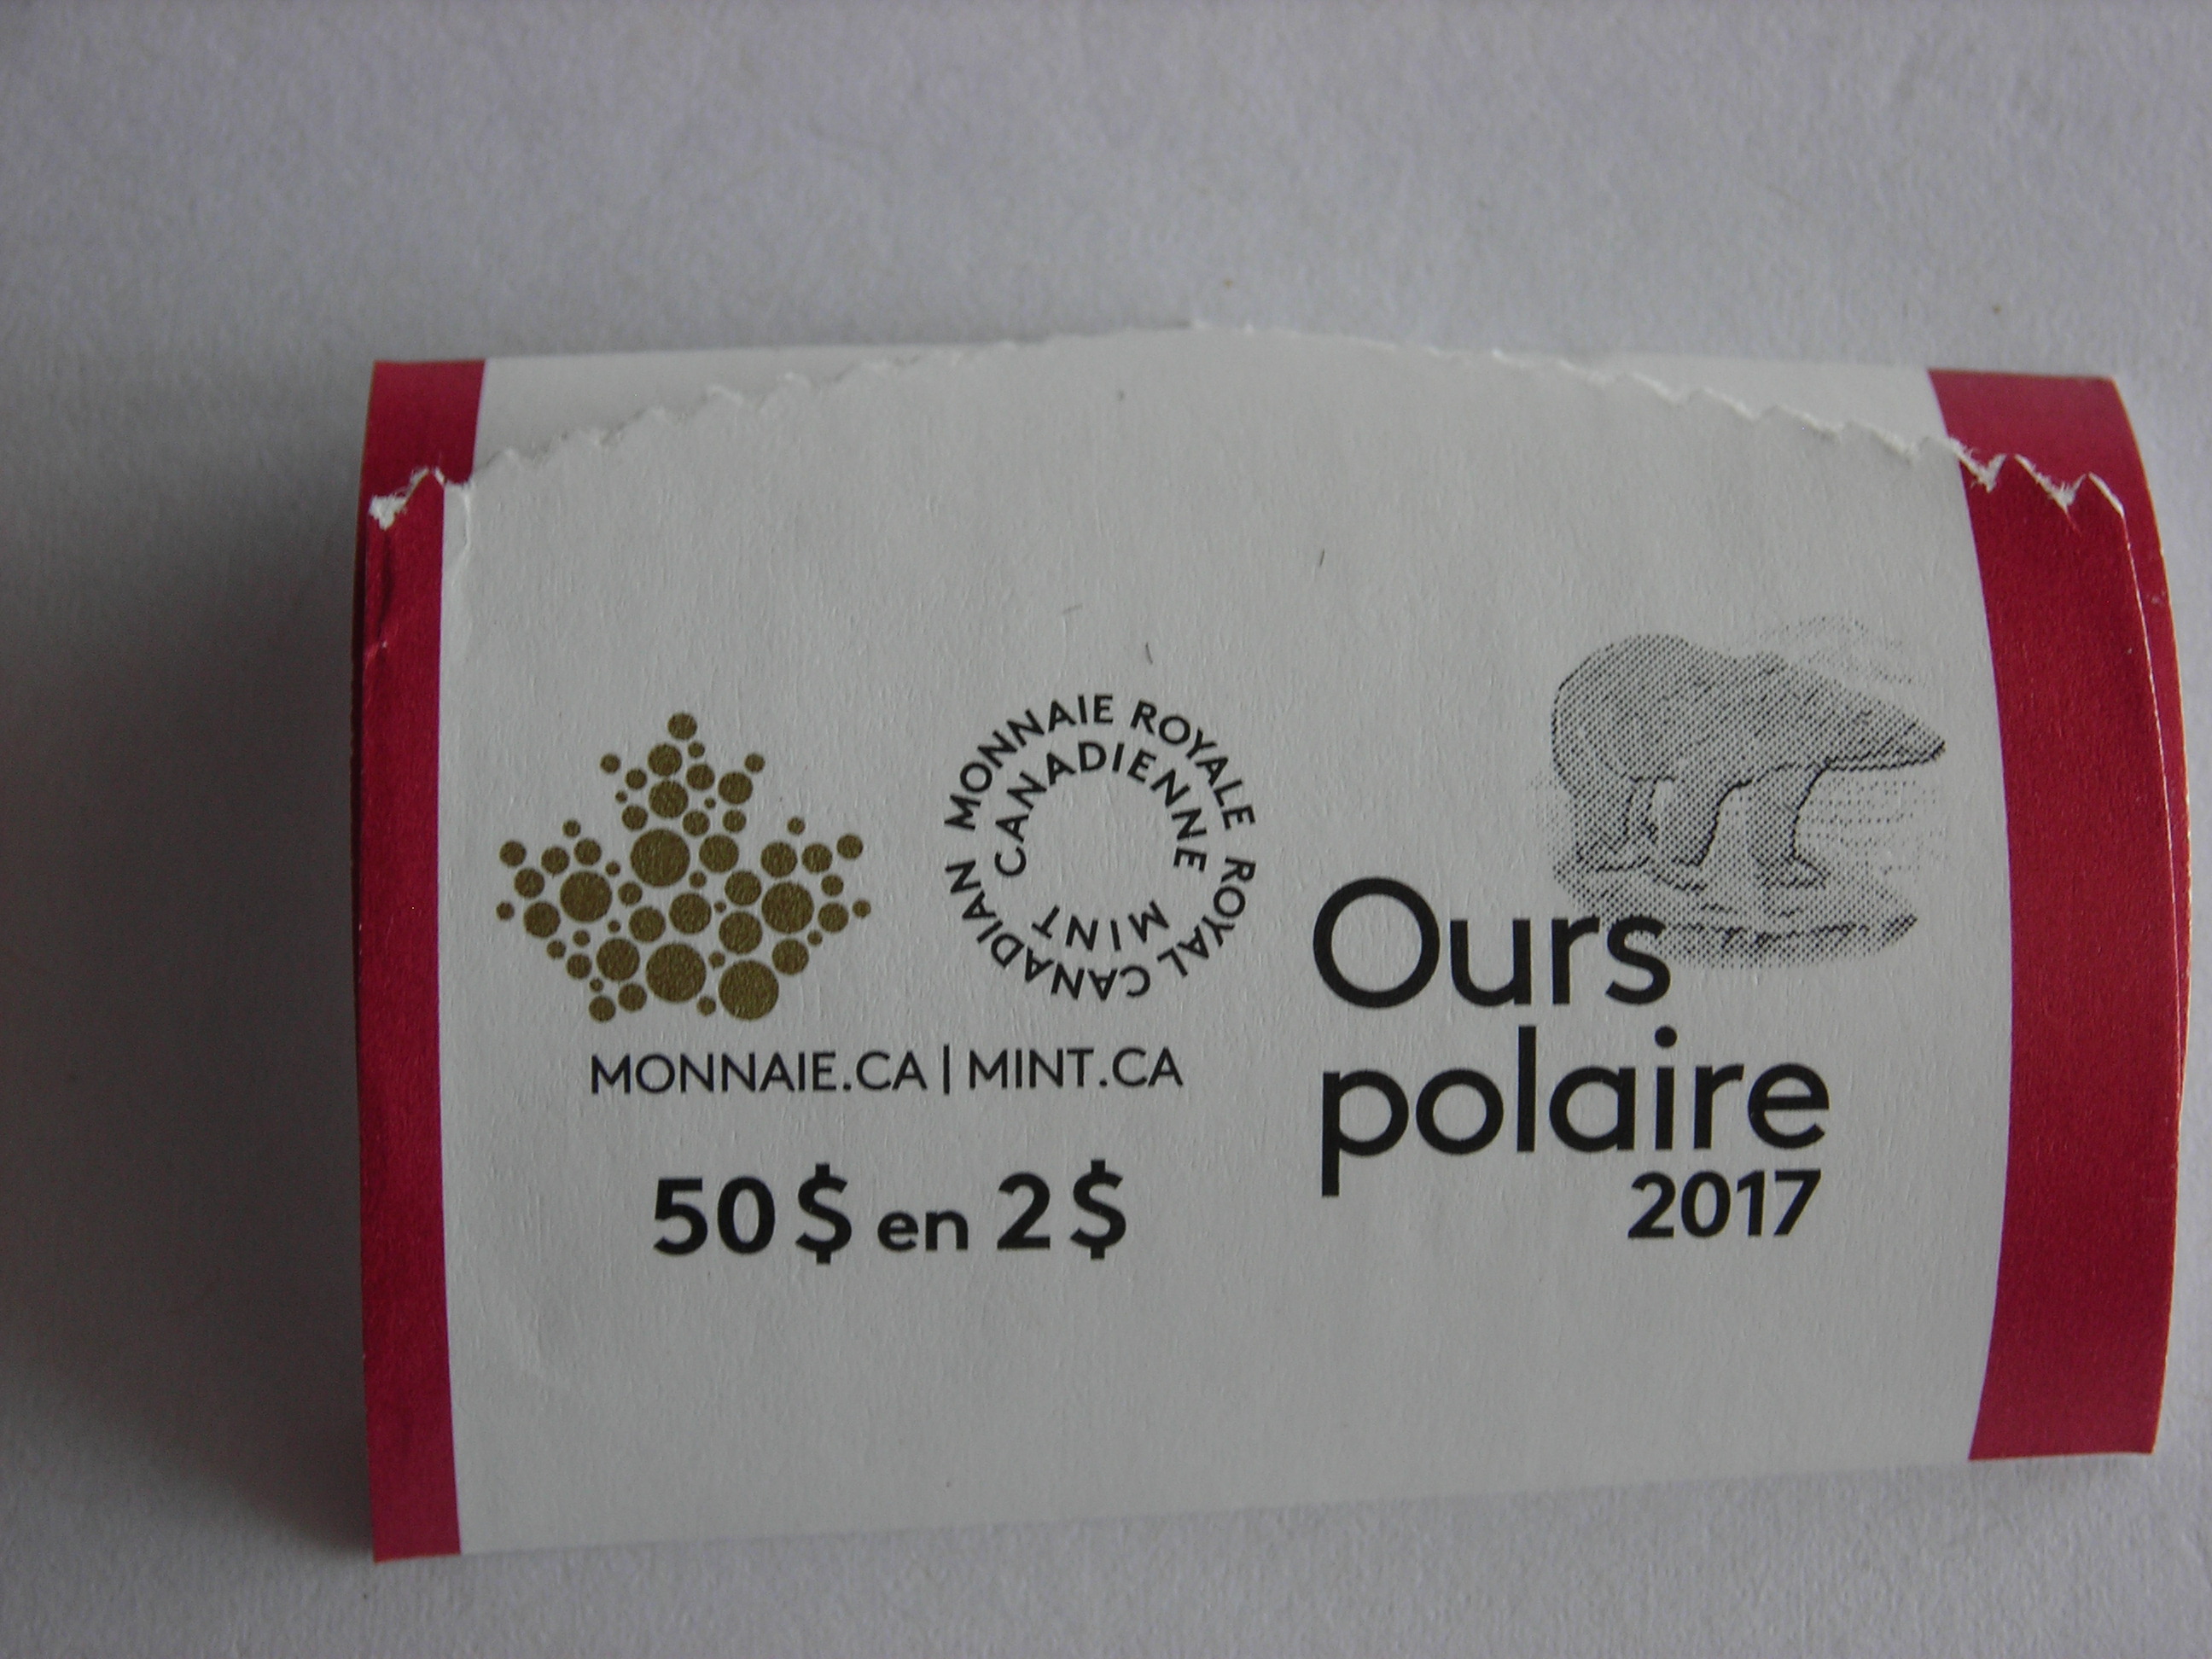 MONNAIE ROYALE
CANADIENNE
ROYAL CANADIAN
MINT
MONNAIE.CA | MINT.CA
50 $ en 2 $
Ours
polaire
2017